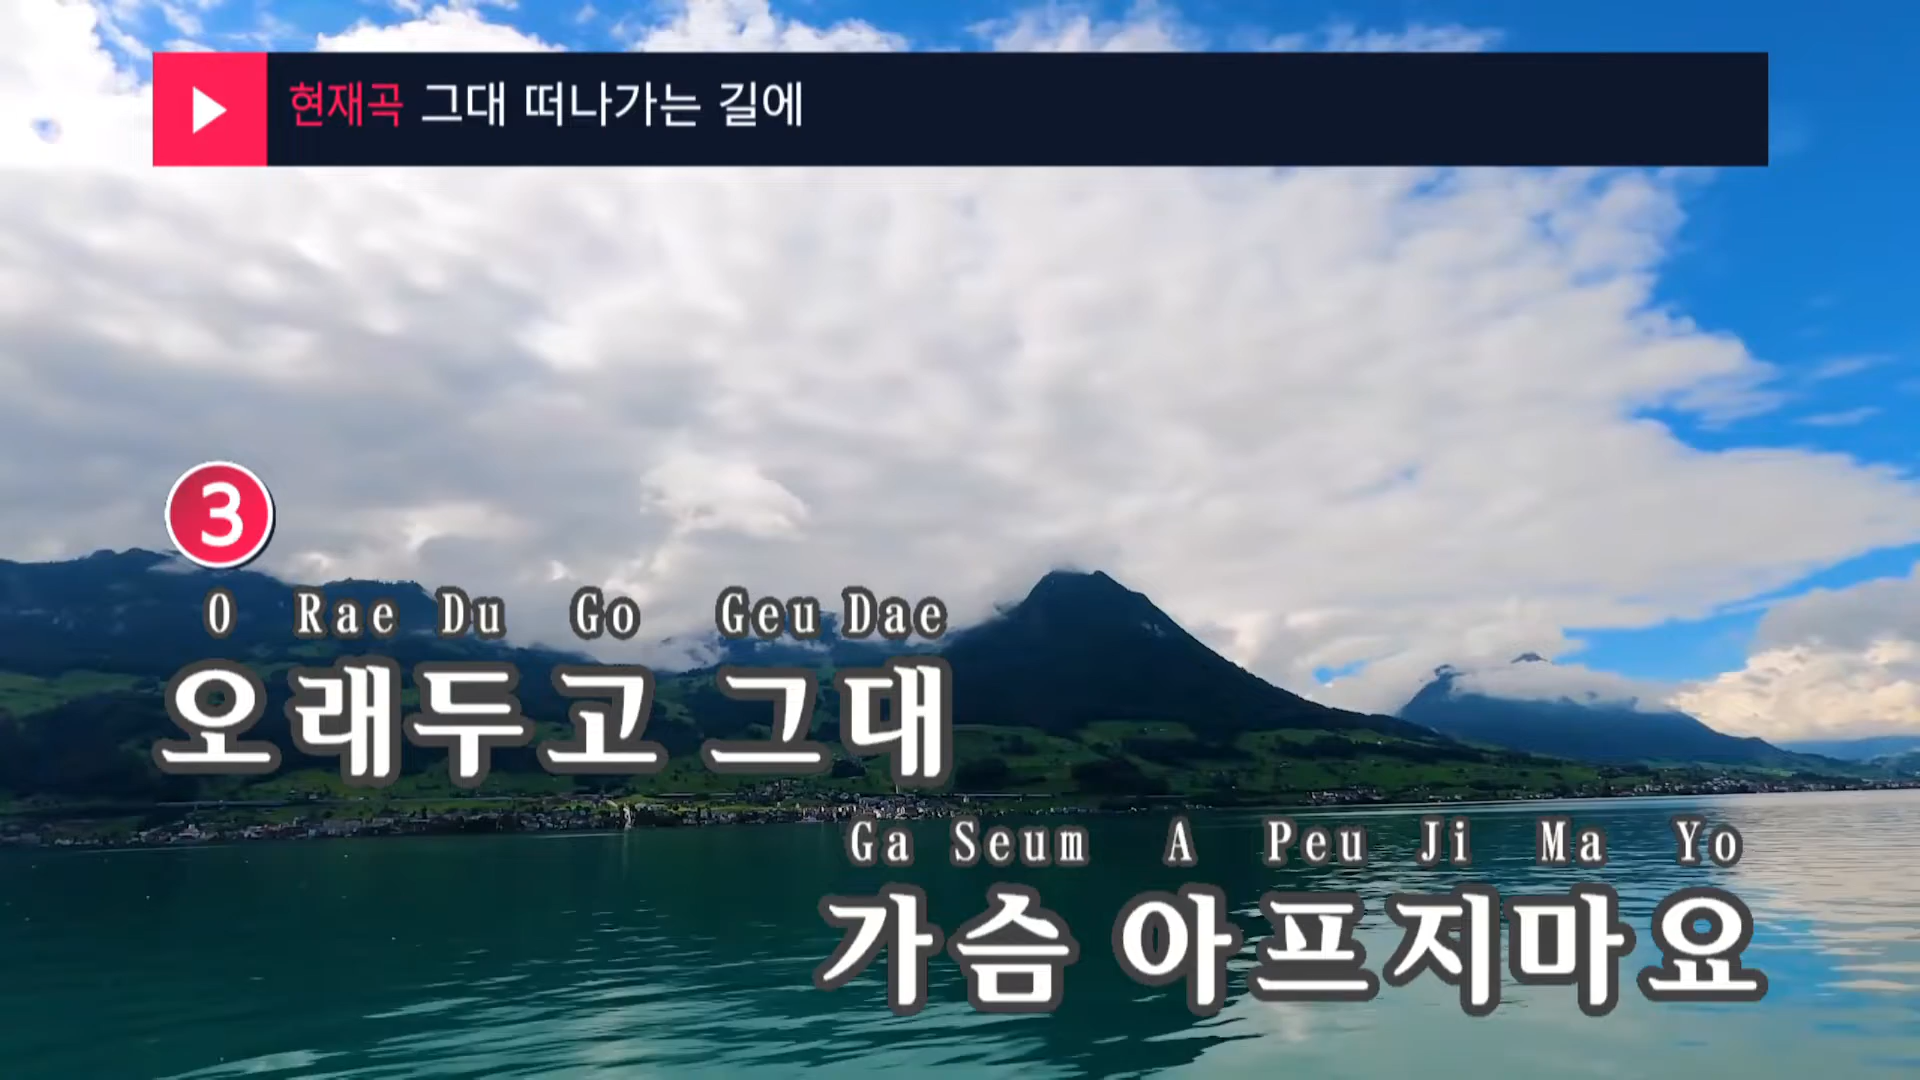 현재곡 그대 떠나가는 길에
3
O Rae Du Go Geu Dae
오래두고 그대
Ga Seum A Peu Ji Ma Yo
가슴 아프지마요